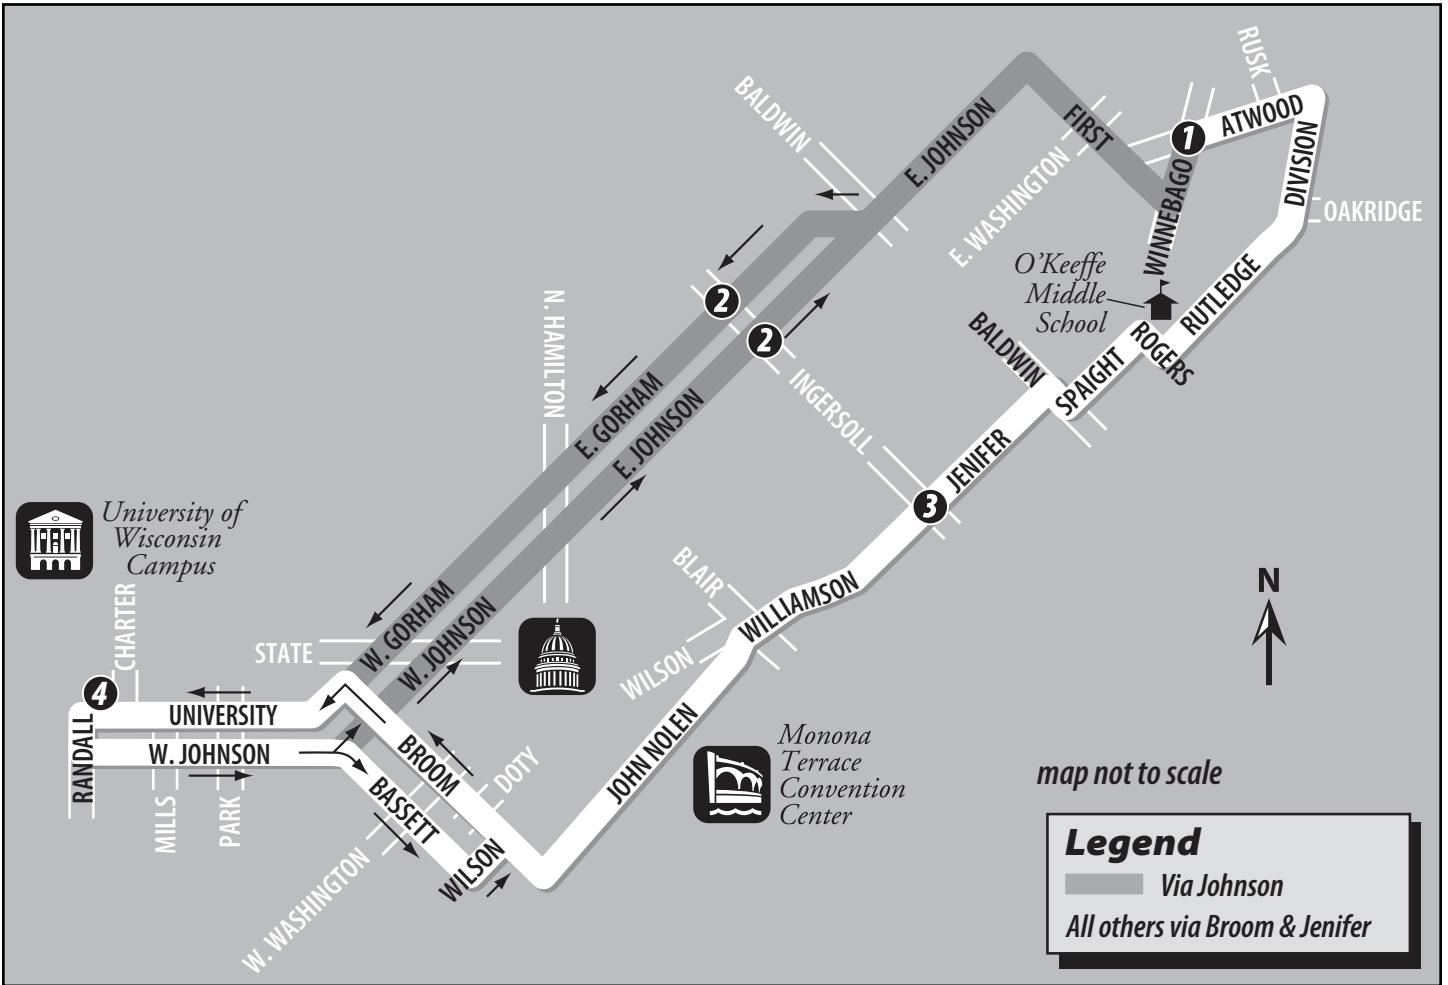 RUSK
BALDWIN
E. JOHNSON
FIRST
1
ATWOOD
DIVISION
E. WASHINGTON
WINNEBAGO
OAKRIDGE
O'Keeffe
Middle
School
2
2
N. HAMILTON
INGERSOLL
BALDWIN
SPAIGHT
ROGERS
RUTLEDGE
E. GORHAM
E. JOHNSON
JENIFER
3
University of
Wisconsin
Campus
CHARTER
STATE
W. GORHAM
W. JOHNSON
BLAIR
WILLIAMSON
WILSON
N
4
RANDALL
UNIVERSITY
W. JOHNSON
MILLS
PARK
BROOM
BASSETT
DOTY
WILSON
W. WASHINGTON
JOHN NOLEN
Monona
Terrace
Convention
Center
map not to scale
Legend
Via Johnson
All others via Broom & Jenifer